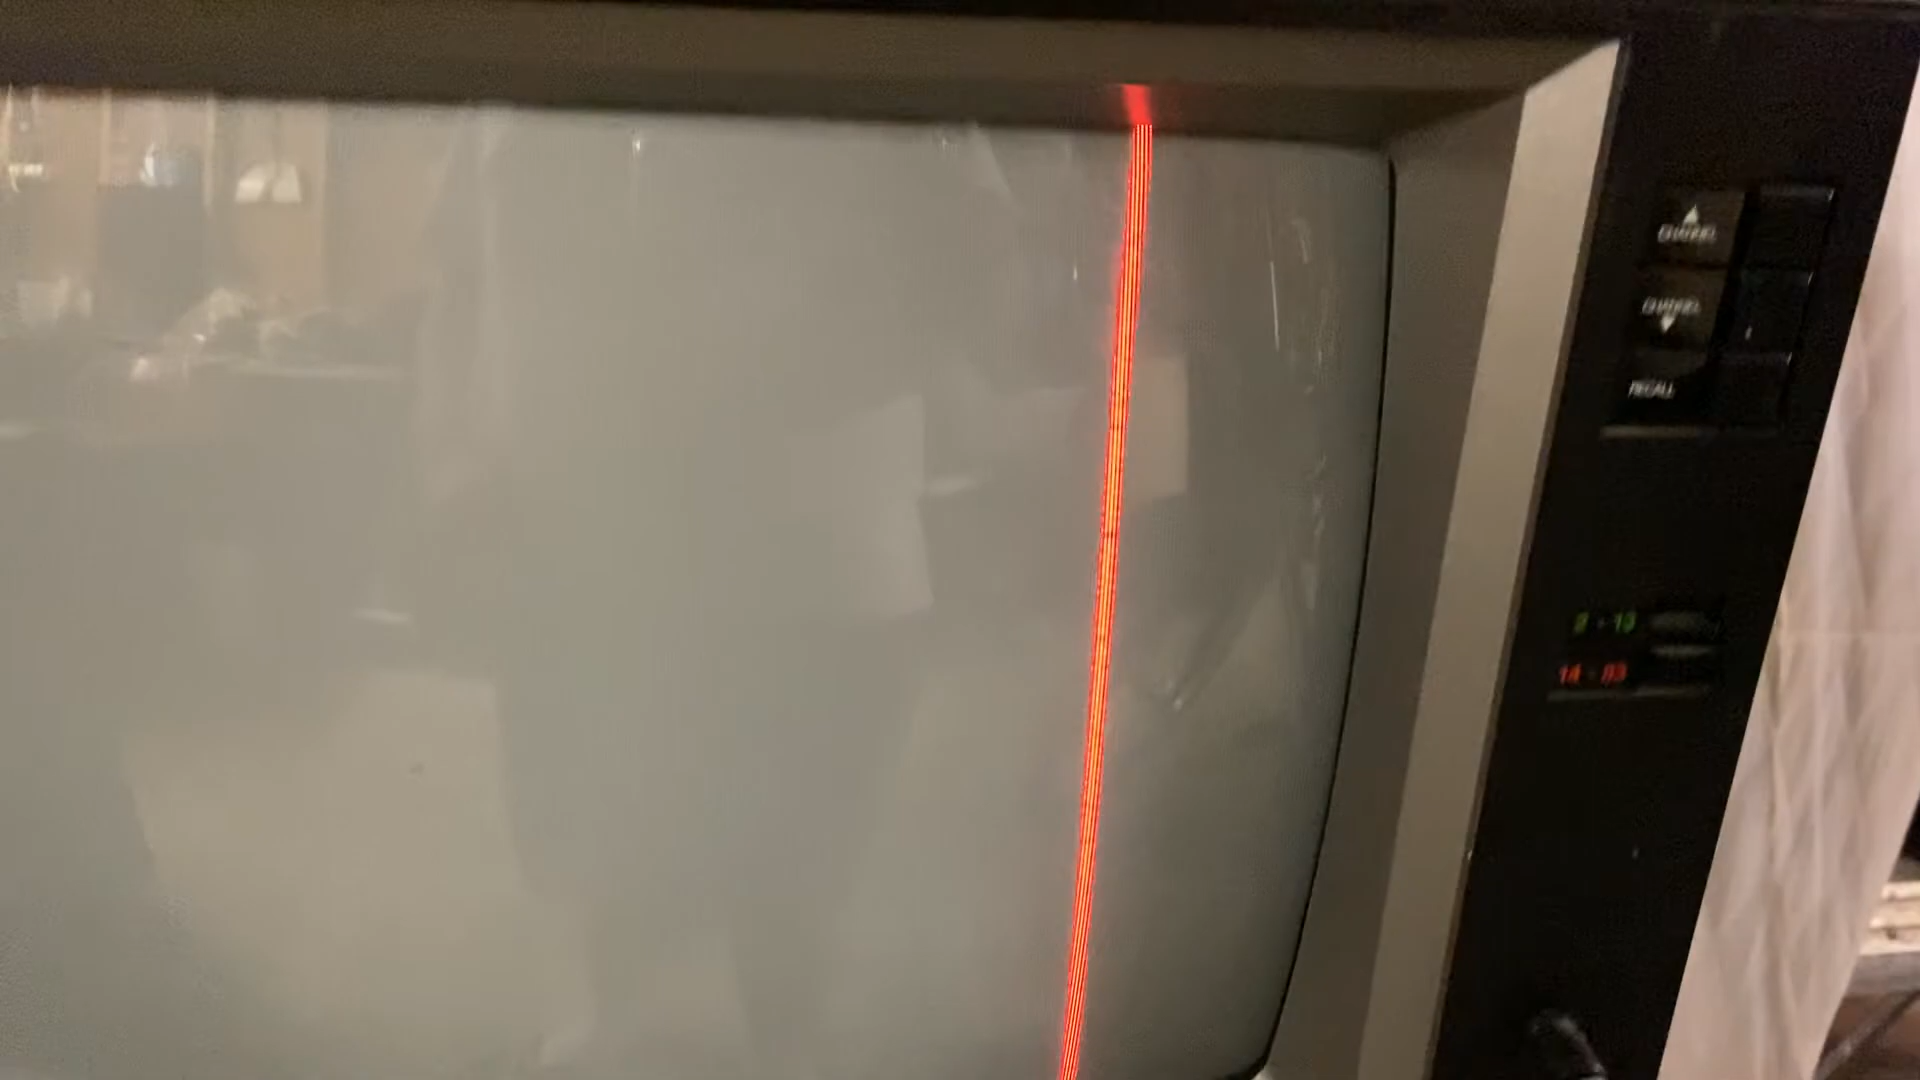 ▲
CHANNEL
CHANNEL
▼
RECALL
2 - 13
14 - 83